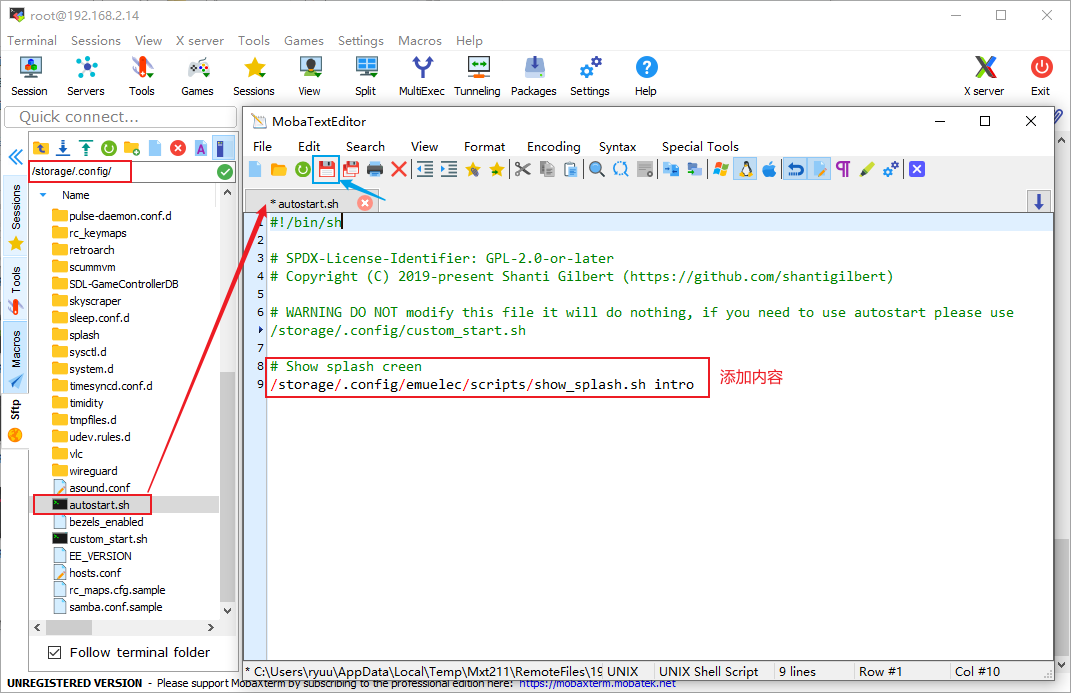 root@192.168.2.14
Terminal Sessions View X server Tools Games Settings Macros Help
Session Servers Tools Games Sessions View Split MultiExec Tunneling Packages Settings Help X server Exit
Quick connect...
/storage/.config/
Name
pulse-daemon.conf.d
rc_keymaps
retroarch
scummvm
SDL-GameControllerDB
skyscraper
sleep.conf.d
splash
sysctl.d
system.d
timesyncd.conf.d
timidity
tmpfiles.d
udev.rules.d
vlc
wireguard
asound.conf
autostart.sh
bezels_enabled
custom_start.sh
EE_VERSION
hosts.conf
rc_maps.cfg.sample
samba.conf.sample
Follow terminal folder
Sessions
Tools
Macros
Sftp
MobaTextEditor
File Edit Search View Format Encoding Syntax Special Tools
* autostart.sh
1 #!/bin/sh
2
3 # SPDX-License-Identifier: GPL-2.0-or-later
4 # Copyright (C) 2019-present Shanti Gilbert (https://github.com/shantigilbert)
5
6 # WARNING DO NOT modify this file it will do nothing, if you need to use autostart please use
/storage/.config/custom_start.sh
7
8 # Show splash creen
9 /storage/.config/emuelec/scripts/show_splash.sh intro
添加内容
* C:\Users\ryuu\AppData\Local\Temp\Mxt211\RemoteFiles\19 UNIX UNIX Shell Script 9 lines Row #1 Col #10
UNREGISTERED VERSION - Please support MobaXterm by subscribing to the professional edition here: https://mobaxterm.mobatek.net